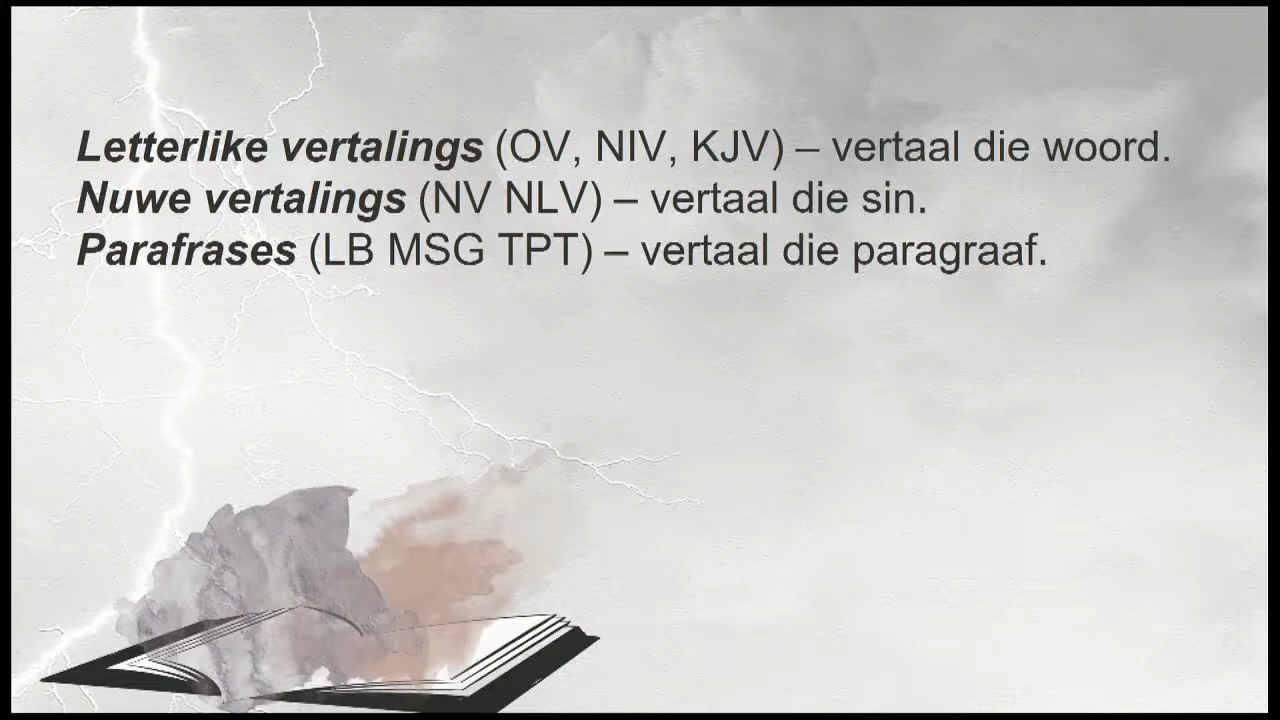 Letterlike vertalings (OV, NIV, KJV) – vertaal die woord.
Nuwe vertalings (NV NLV) – vertaal die sin.
Parafrases (LB MSG TPT) – vertaal die paragraaf.